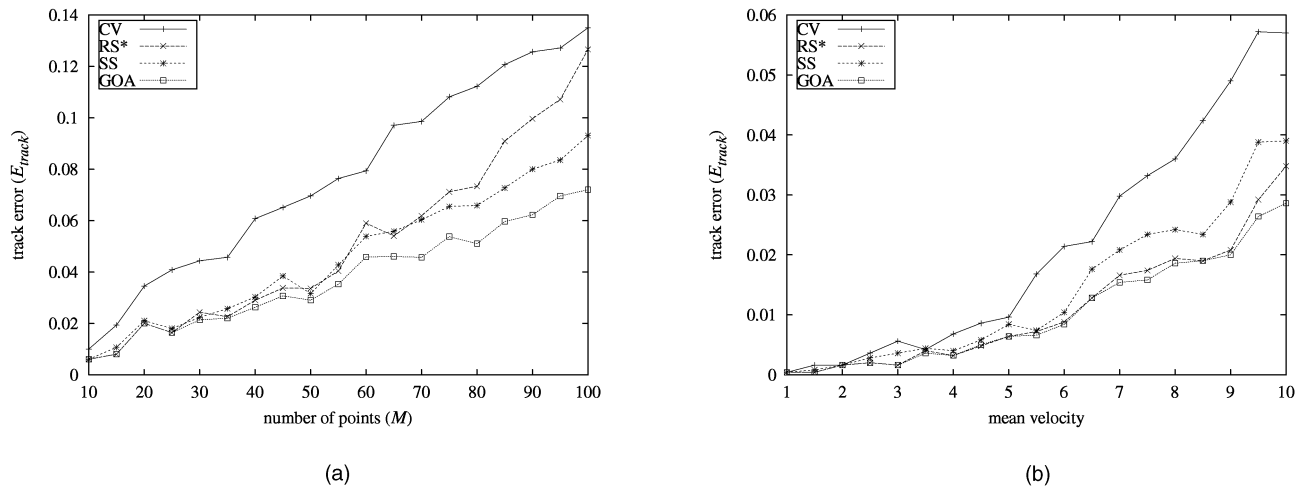 0.14
0.12
0.1
0.08
0.06
0.04
0.02
0
track error (E_track)
CV
RS*
SS
GOA
10 20 30 40 50 60 70 80 90 100
number of points (M)
(a)
0.06
0.05
0.04
0.03
0.02
0.01
0
track error (E_track)
CV
RS*
SS
GOA
1 2 3 4 5 6 7 8 9 10
mean velocity
(b)